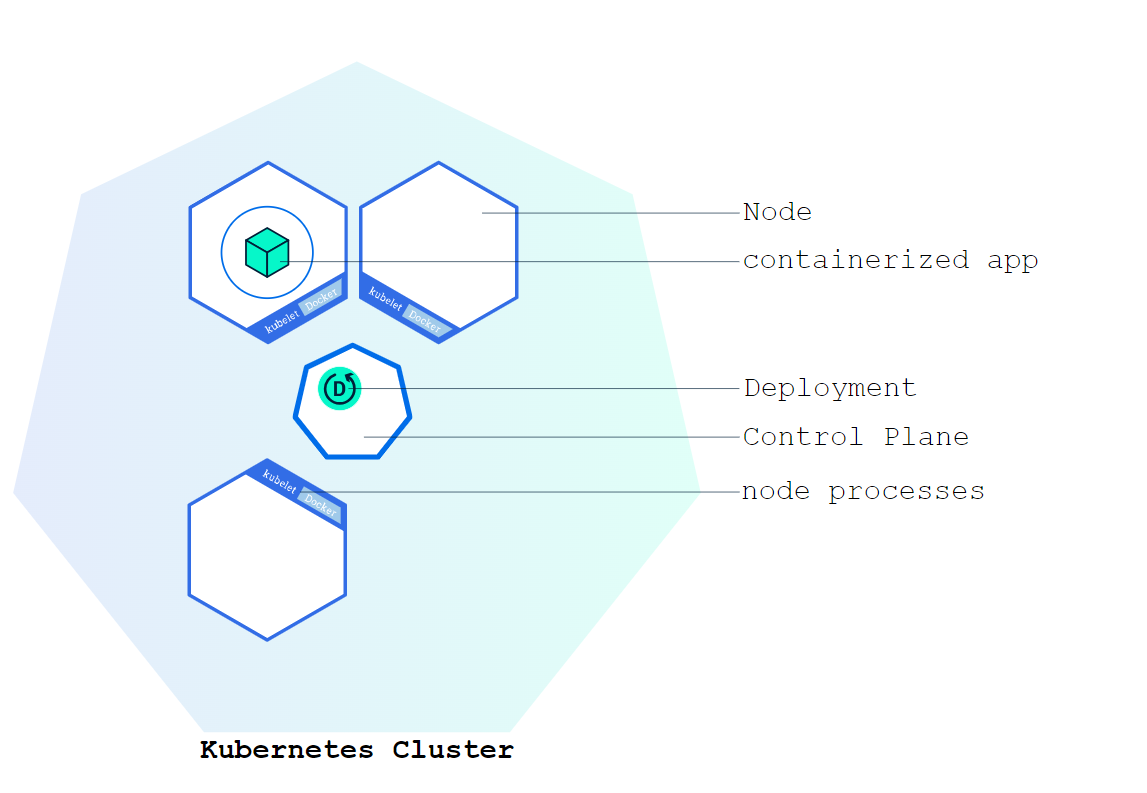 Node
containerized app
kubelet Docker
kubelet Docker
D
Deployment
Control Plane
kubelet Docker
node processes
Kubernetes Cluster